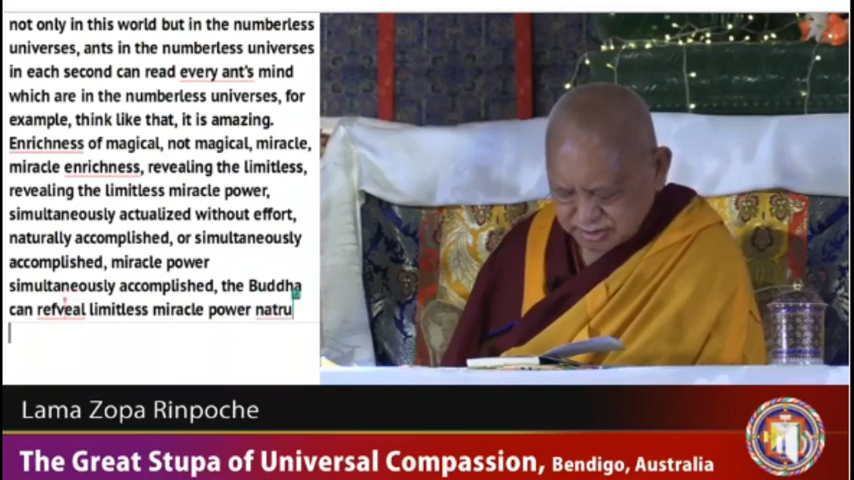 not only in this world but in the numberless
universes, ants in the numberless universes
in each second can read every ant's mind
which are in the numberless universes, for
example, think like that, it is amazing.
Enrichness of magical, not magical, miracle,
miracle enrichness, revealing the limitless,
revealing the limitless miracle power,
simultaneously actualized without effort,
naturally accomplished, or simultaneously
accomplished, miracle power
simultaneously accomplished, the Buddha
can refveal limitless miracle power natru
Lama Zopa Rinpoche
The Great Stupa of Universal Compassion, Bendigo, Australia